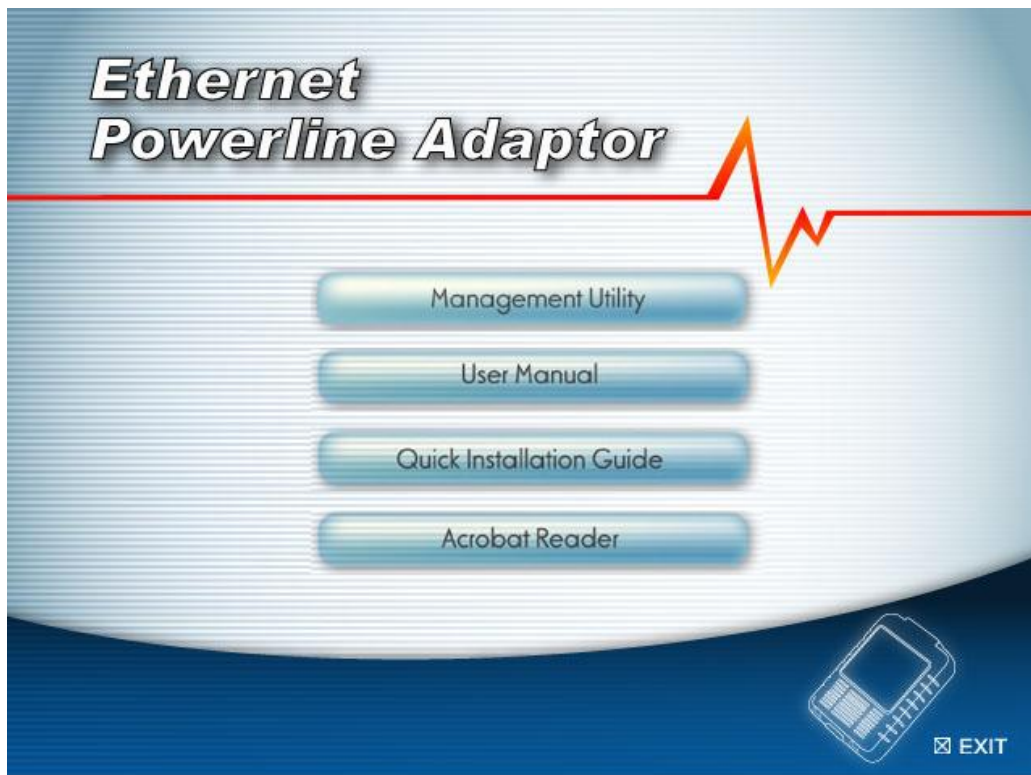 Ethernet
Powerline Adaptor
Management Utility
User Manual
Quick Installation Guide
Acrobat Reader
EXIT